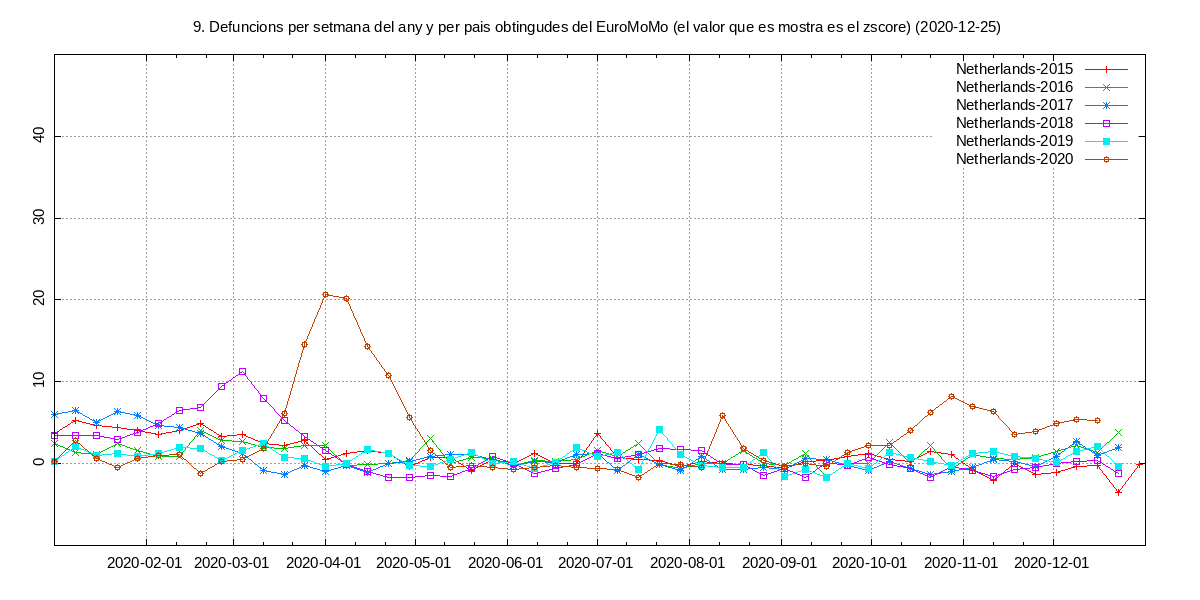 9. Defuncions per setmana del any y per pais obtingudes del EuroMoMo (el valor que es mostra es el zscore) (2020-12-25)
Netherlands-2015
Netherlands-2016
Netherlands-2017
Netherlands-2018
Netherlands-2019
Netherlands-2020
40
30
20
10
0
2020-02-01 2020-03-01 2020-04-01 2020-05-01 2020-06-01 2020-07-01 2020-08-01 2020-09-01 2020-10-01 2020-11-01 2020-12-01